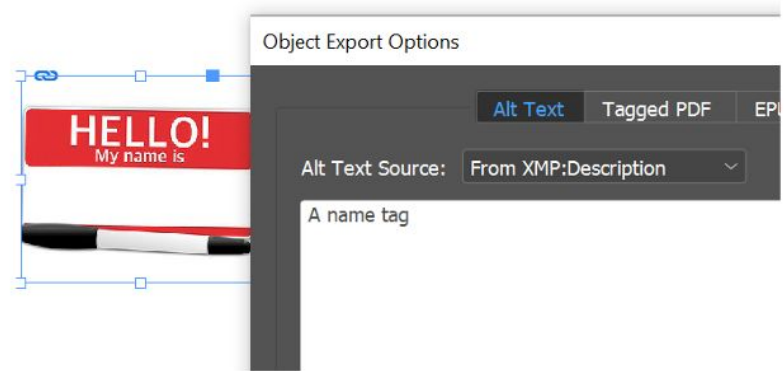 Object Export Options
Alt Text Tagged PDF
HELLO!
My name is
Alt Text Source: From XMP:Description
A name tag